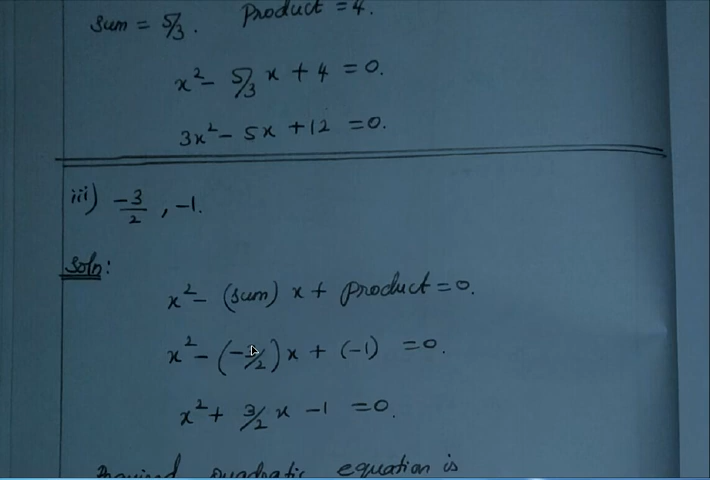 sum = 5/3. Product = 4.
x² - 5/3 x + 4 = 0.
3x² - 5x + 12 = 0.
iii) -3/2, -1.
Soln:
x² - (sum) x + product = 0.
x² - (-3/2) x + (-1) = 0.
x² + 3/2 x - 1 = 0.
quadratic equation is